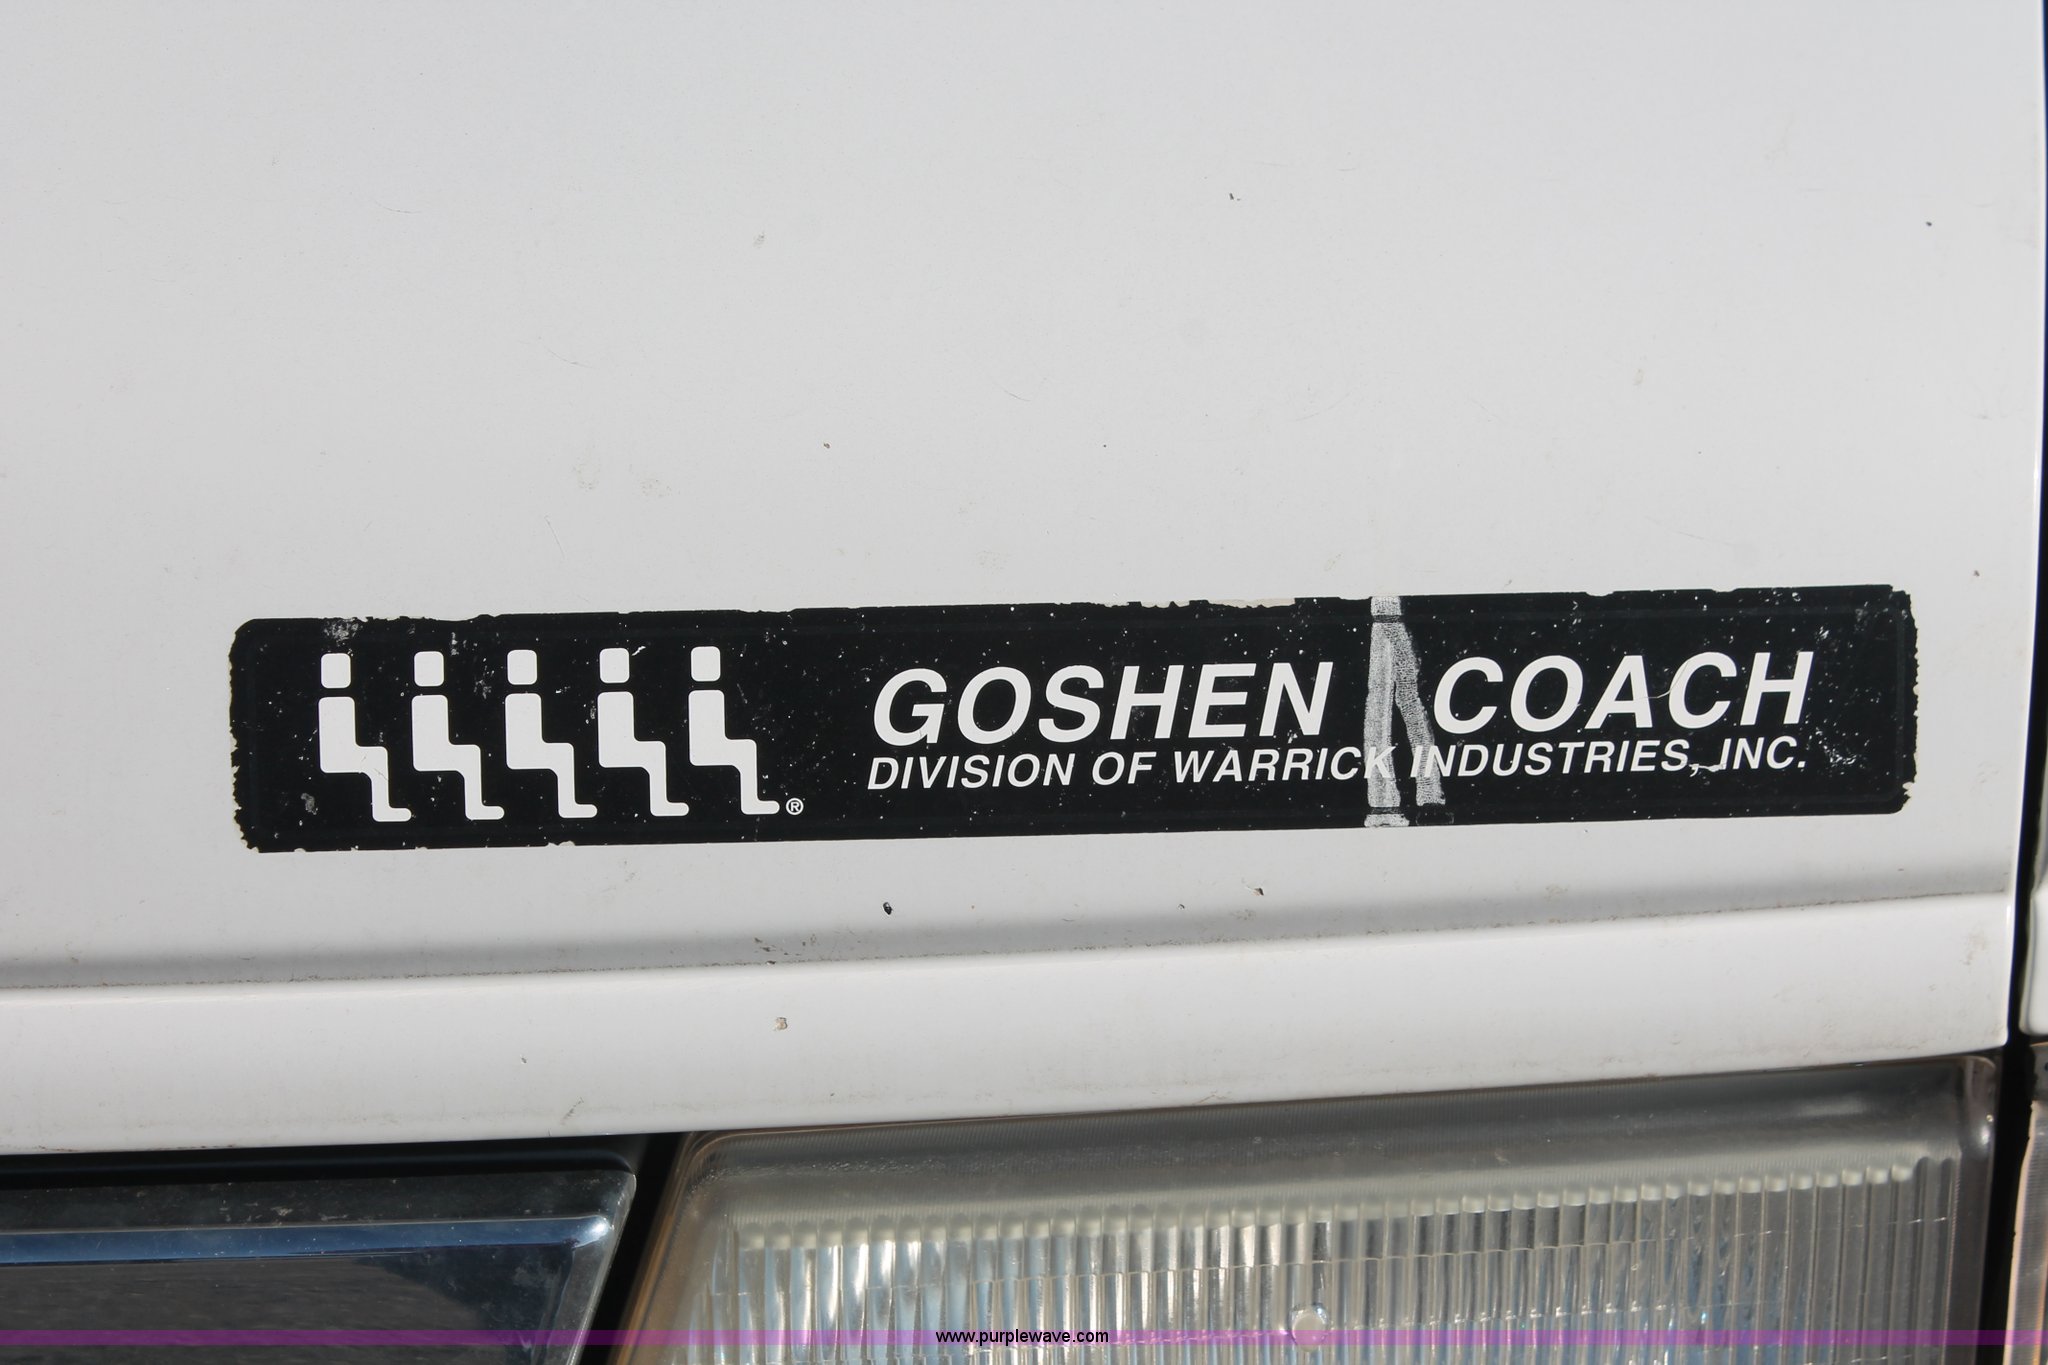 GOSHEN COACH
DIVISION OF WARRICK INDUSTRIES, INC.
®
www.purplewave.com